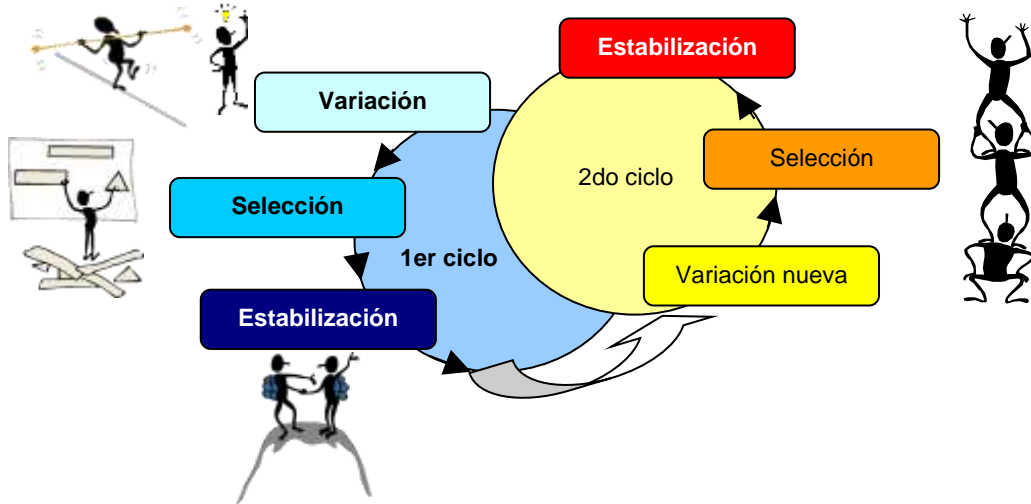 Variación
Selección
1er ciclo
Estabilización
Estabilización
Selección
2do ciclo
Variación nueva